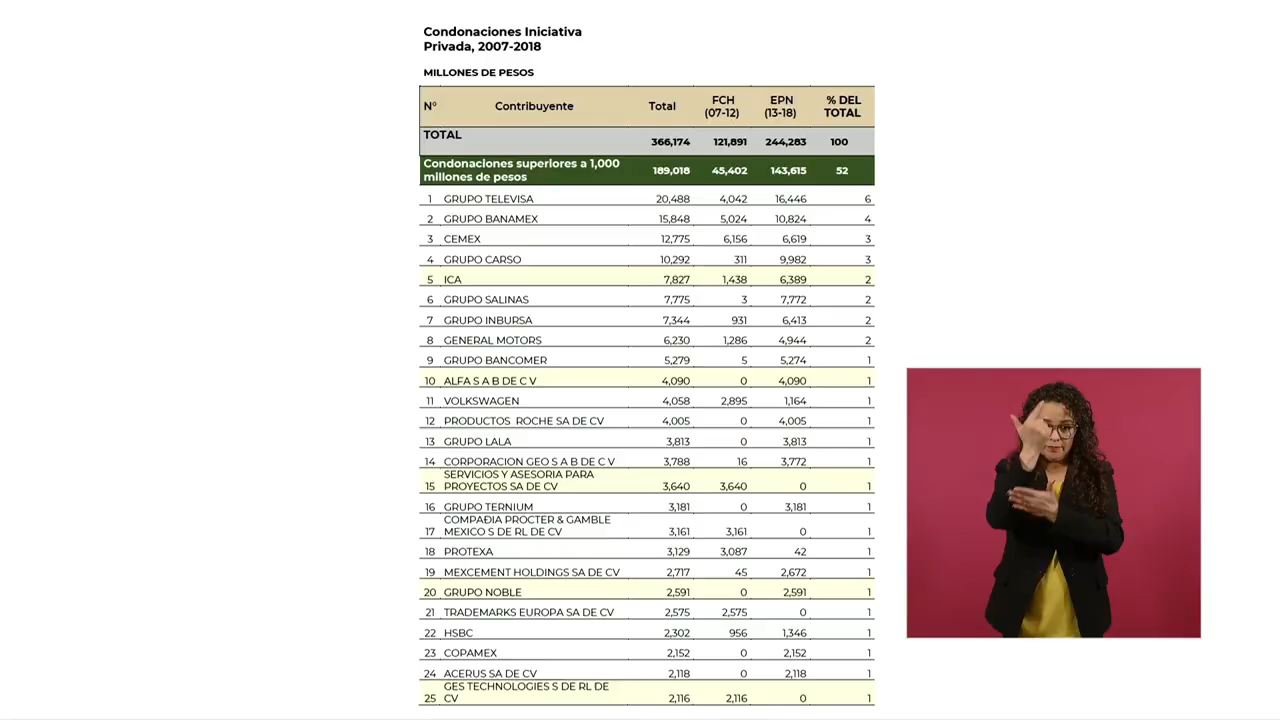 Condonaciones Iniciativa
Privada, 2007-2018
MILLONES DE PESOS
N° Contribuyente Total FCH (07-12) EPN (13-18) % DEL TOTAL
TOTAL 366,174 121,891 244,283 100
Condonaciones superiores a 1,000 millones de pesos 189,018 45,402 143,615 52
1 GRUPO TELEVISA 20,488 4,042 16,446 6
2 GRUPO BANAMEX 15,848 5,024 10,824 4
3 CEMEX 12,775 6,156 6,619 3
4 GRUPO CARSO 10,292 311 9,982 3
5 ICA 7,827 1,438 6,389 2
6 GRUPO SALINAS 7,775 3 7,772 2
7 GRUPO INBURSA 7,344 931 6,413 2
8 GENERAL MOTORS 6,230 1,286 4,944 2
9 GRUPO BANCOMER 5,279 5 5,274 1
10 ALFA S A B DE C V 4,090 0 4,090 1
11 VOLKSWAGEN 4,058 2,895 1,164 1
12 PRODUCTOS ROCHE SA DE CV 4,005 0 4,005 1
13 GRUPO LALA 3,813 0 3,813 1
14 CORPORACION GEO S A B DE C V 3,788 16 3,772 1
15 SERVICIOS Y ASESORIA PARA PROYECTOS SA DE CV 3,640 3,640 0 1
16 GRUPO TERNIUM 3,181 0 3,181 1
17 COMPAÐIA PROCTER & GAMBLE MEXICO S DE RL DE CV 3,161 3,161 0 1
18 PROTEXA 3,129 3,087 42 1
19 MEXCEMENT HOLDINGS SA DE CV 2,717 45 2,672 1
20 GRUPO NOBLE 2,591 0 2,591 1
21 TRADEMARKS EUROPA SA DE CV 2,575 2,575 0 1
22 HSBC 2,302 956 1,346 1
23 COPAMEX 2,152 0 2,152 1
24 ACERUS SA DE CV 2,118 0 2,118 1
25 GES TECHNOLOGIES S DE RL DE CV 2,116 2,116 0 1